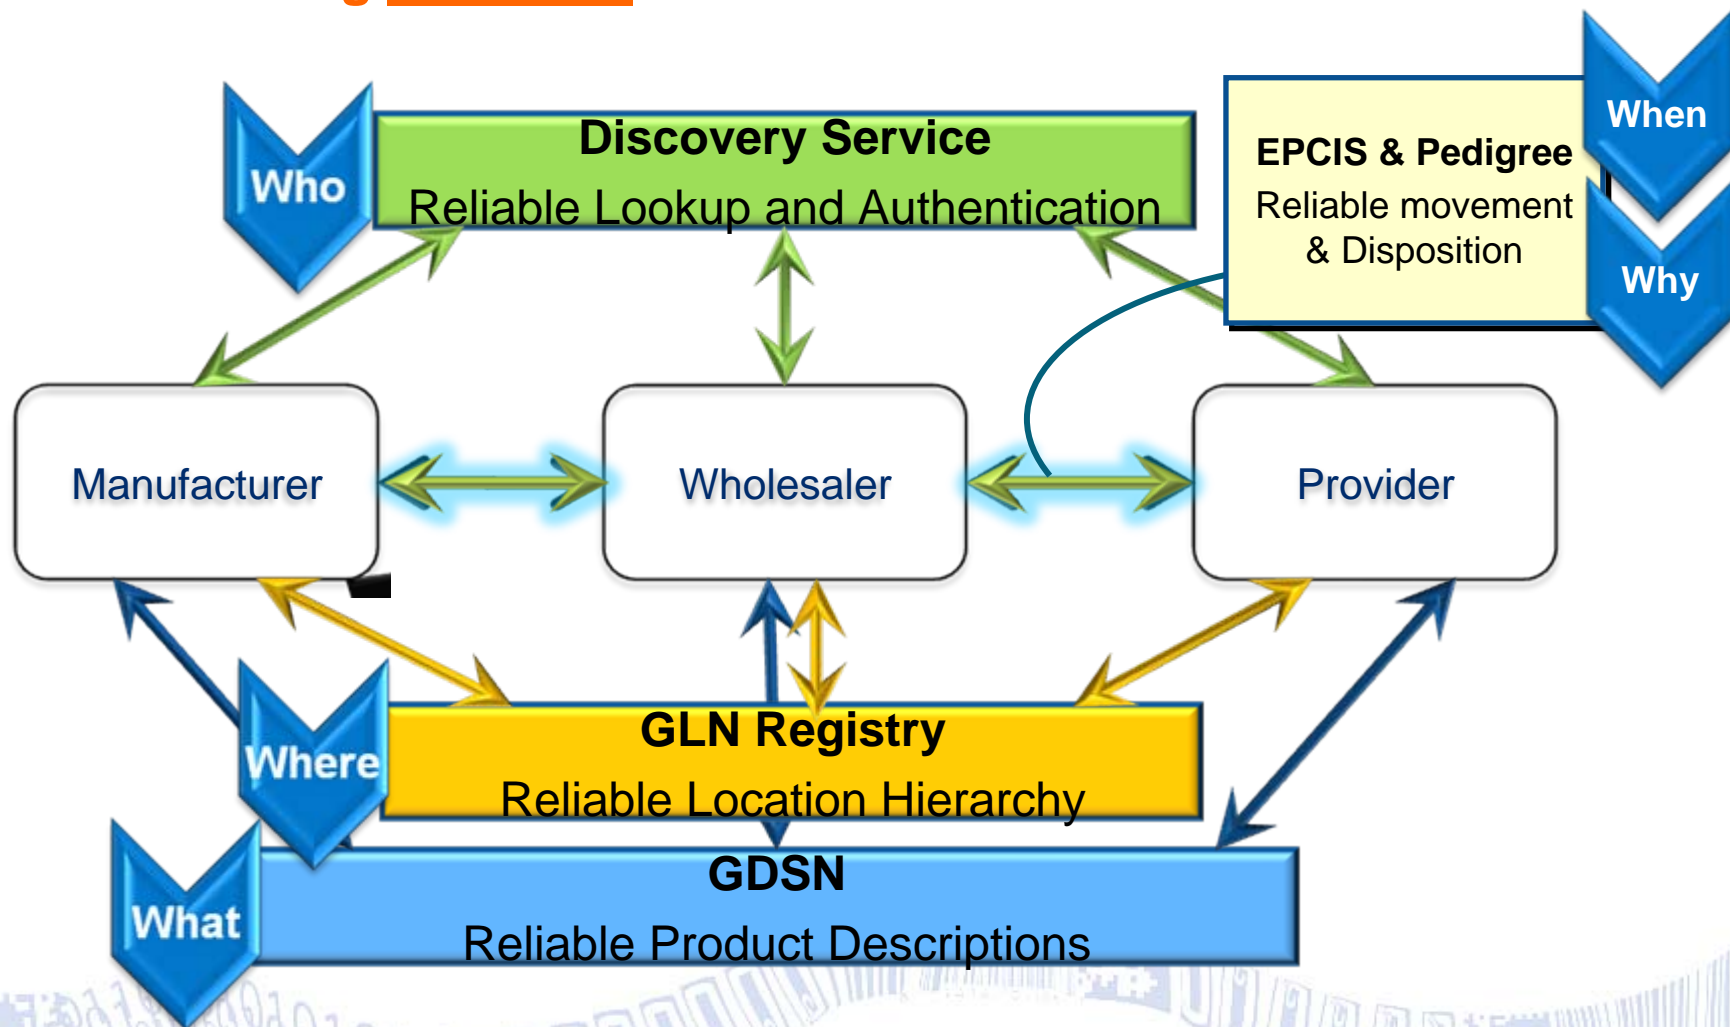 Who
Discovery Service
Reliable Lookup and Authentication
When
EPCIS & Pedigree
Reliable movement
& Disposition
Why
Manufacturer
Wholesaler
Provider
Where
GLN Registry
Reliable Location Hierarchy
What
GDSN
Reliable Product Descriptions